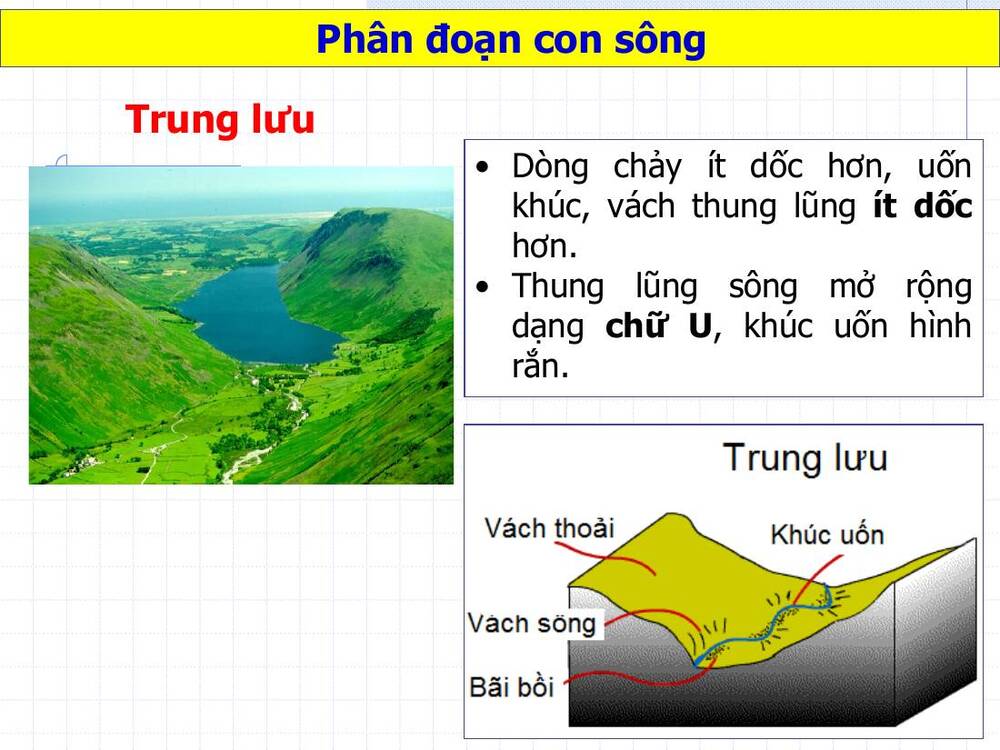 Phân đoạn con sông
Trung lưu
• Dòng chảy ít dốc hơn, uốn
khúc, vách thung lũng ít dốc
hơn.
• Thung lũng sông mở rộng
dạng chữ U, khúc uốn hình
rắn.
Trung lưu
Vách thoải
Khúc uốn
Vách sông
Bãi bồi